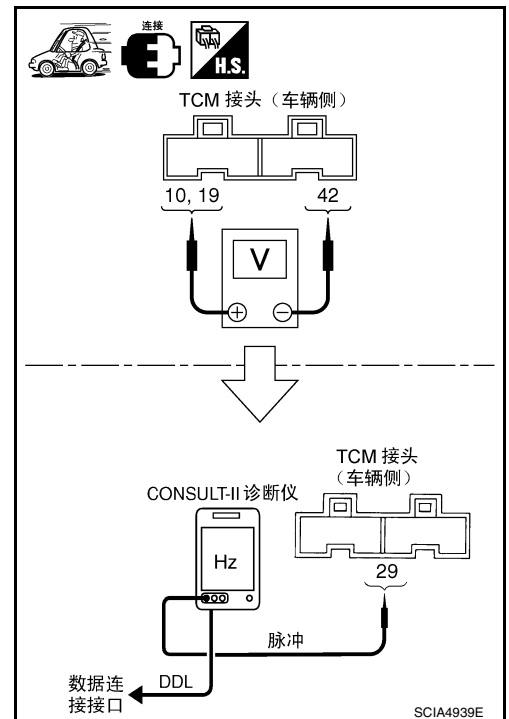 连接
H.S.
TCM 接头（车辆侧）
10, 19
42
V
+
−
TCM 接头
（车辆侧）
CONSULT-II 诊断仪
Hz
29
脉冲
数据连
接接口
DDL
SCIA4939E